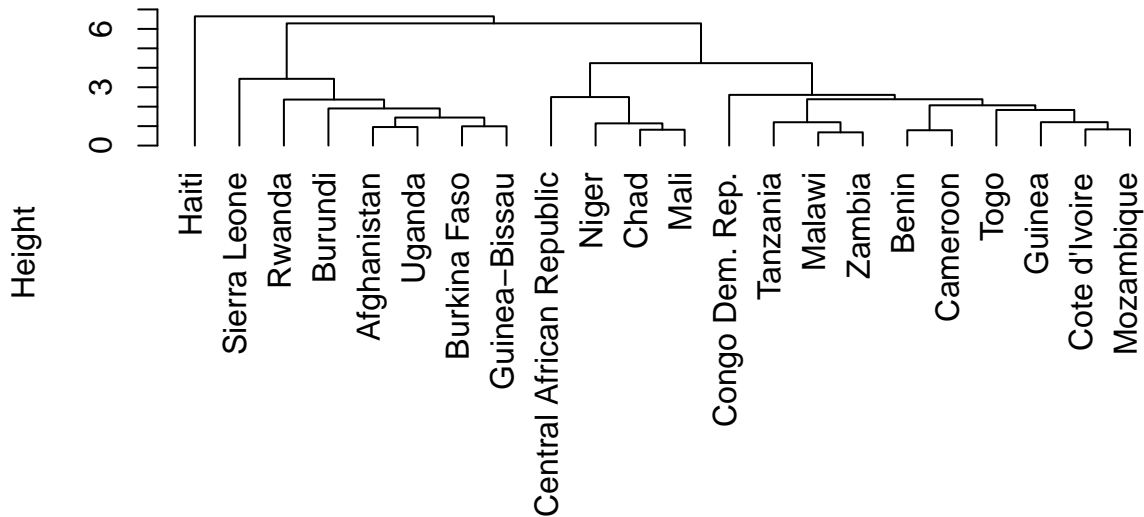 Height
0
3
6
Haiti
Sierra Leone
Rwanda
Burundi
Afghanistan
Uganda
Burkina Faso
Guinea−Bissau
Central African Republic
Niger
Chad
Mali
Congo Dem. Rep.
Tanzania
Malawi
Zambia
Benin
Cameroon
Togo
Guinea
Cote d'Ivoire
Mozambique